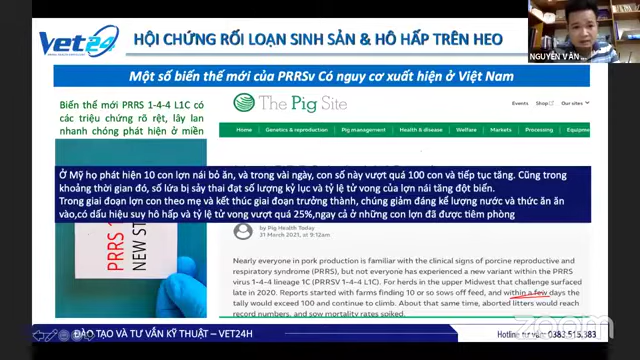 Vet24
HỘI CHỨNG RỐI LOẠN SINH SẢN & HÔ HẤP TRÊN HEO
NGUYỄN VĂN
Một số biến thể mới của PRRSv Có nguy cơ xuất hiện ở Việt Nam
Biến thể mới PRRS 1-4-4 L1C có
các triệu chứng rõ rệt, lây lan
nhanh chóng phát hiện ở miền
The Pig Site
Events Shop Our sites
Home Genetics & reproduction Pig management Health & disease Welfare Markets Processing Equipme
Ở Mỹ họ phát hiện 10 con lợn nái bỏ ăn, và trong vài ngày, con số này vượt quá 100 con và tiếp tục tăng. Cũng trong
khoảng thời gian đó, số lứa bị sảy thai đạt số lượng kỷ lục và tỷ lệ tử vong của lợn nái tăng đột biến.
Trong giai đoạn lợn con theo mẹ và kết thúc giai đoạn trưởng thành, chúng giảm đáng kể lượng nước và thức ăn ăn
vào,có dấu hiệu suy hô hấp và tỷ lệ tử vong vượt quá 25%,ngay cả ở những con lợn đã được tiêm phòng
PRRS 1
NEW ST
by Pig Health Today
31 March 2021, at 9:12am
Nearly everyone in pork production is familiar with the clinical signs of porcine reproductive and
respiratory syndrome (PRRS), but not everyone has experienced a new variant within the PRRS
virus 1-4-4 lineage 1C (PRRSV 1-4-4 L1C). For herds in the upper Midwest that challenge surfaced
late in 2020. Reports started with farms finding 10 or so sows off feed, and within a few days the
tally would exceed 100 and continue to climb. About that same time, aborted litters would reach
record numbers, and sow mortality rates spiked.
ĐÀO TẠO VÀ TƯ VẤN KỸ THUẬT – VET24H
Hotline tư vấn: 0383.515.383
zoom